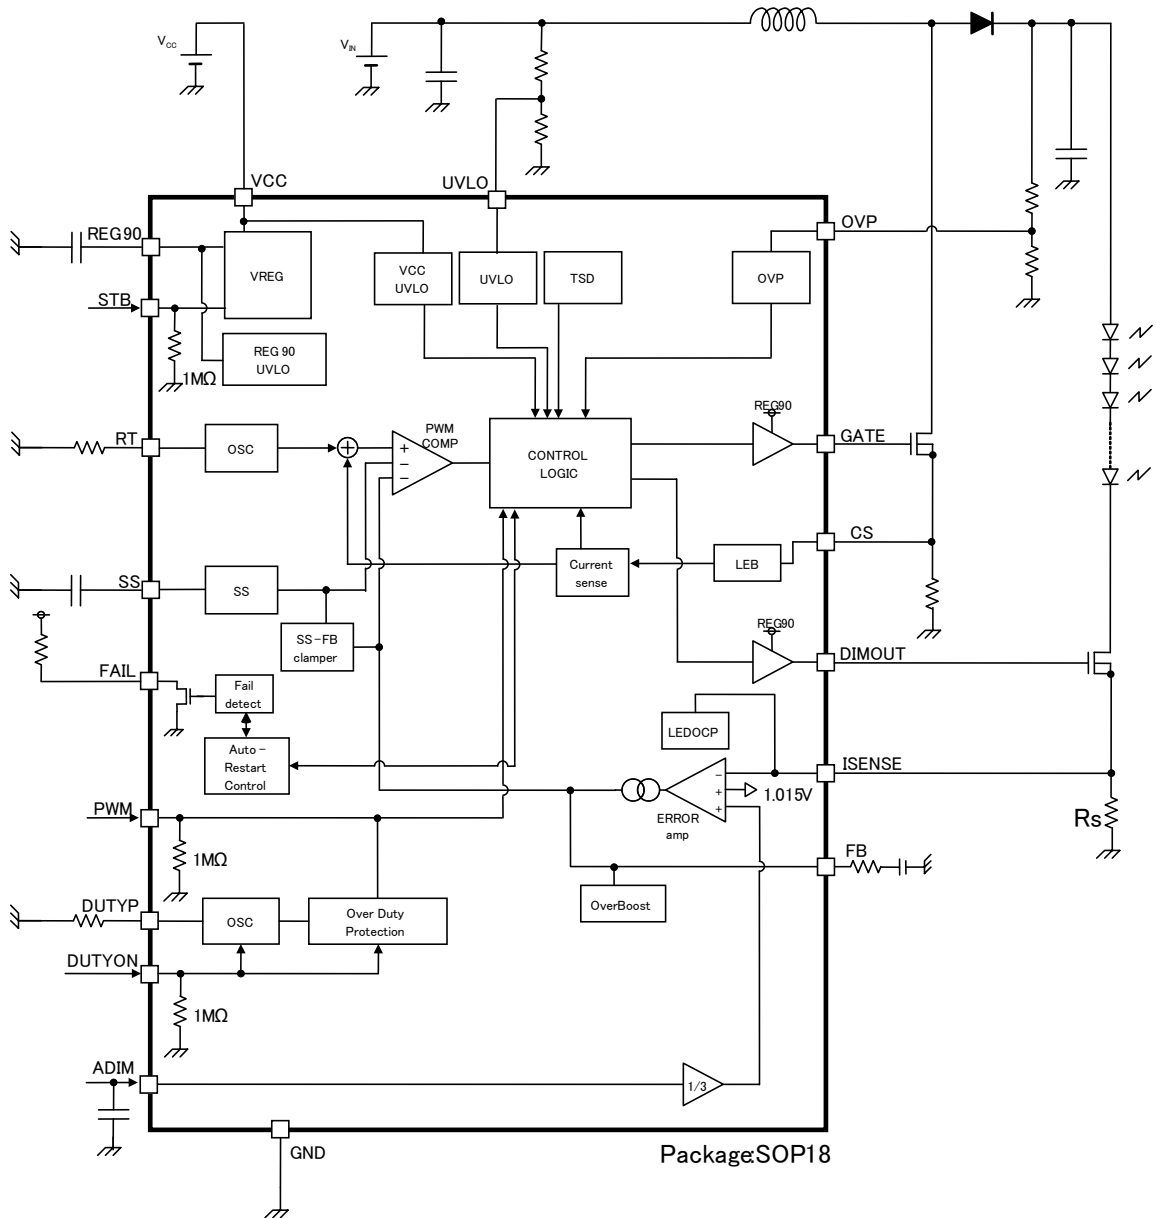 VCC
VIN
VCC
UVLO
REG90
VREG
VCC
UVLO
UVLO
TSD
OVP
OVP
STB
REG 90
UVLO
1MΩ
RT
OSC
+
PWM
COMP
+
−
−
CONTROL
LOGIC
REG90
GATE
CS
LEB
Current
sense
SS
SS
SS-FB
clamper
REG90
DIMOUT
FAIL
Fail
detect
Auto-
Restart
Control
LEDOCP
ISENSE
−
+
+
1.015V
ERROR
amp
Rs
PWM
1MΩ
FB
OverBoost
DUTYP
OSC
Over Duty
Protection
DUTYON
1MΩ
ADIM
1/3
GND
Package:SOP18